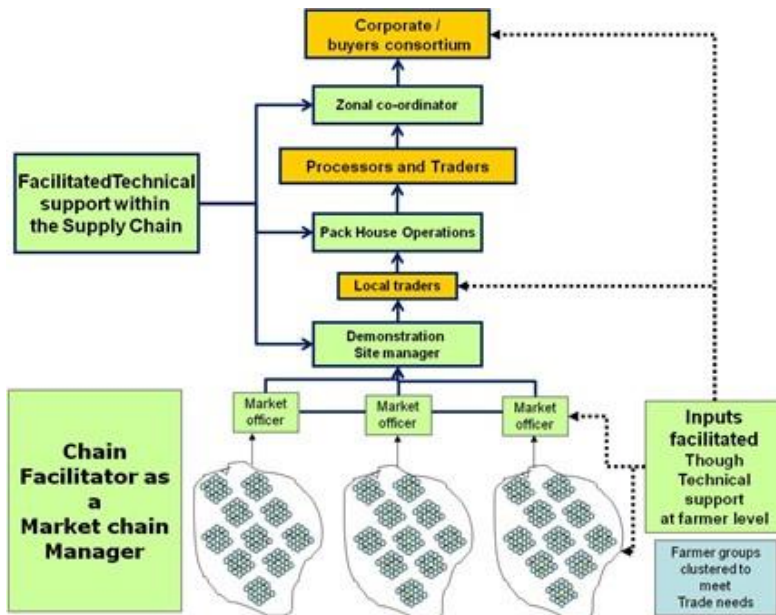 Corporate /
buyers consortium
Zonal co-ordinator
Processors and Traders
FacilitatedTechnical
support within
the Supply Chain
Pack House Operations
Local traders
Demonstration
Site manager
Market
officer
Market
officer
Market
officer
Chain
Facilitator as
a
Market chain
Manager
Inputs
facilitated
Though
Technical
support
at farmer level
Farmer groups
clustered to
meet
Trade needs